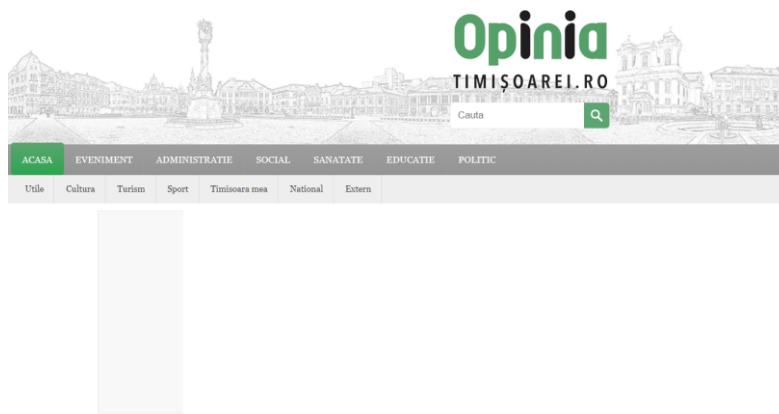 Opinia
TIMIȘOAREI.RO
Cauta
ACASA EVENIMENT ADMINISTRATIE SOCIAL SANATATE EDUCATIE POLITIC
Utile Cultura Turism Sport Timisoara mea National Extern